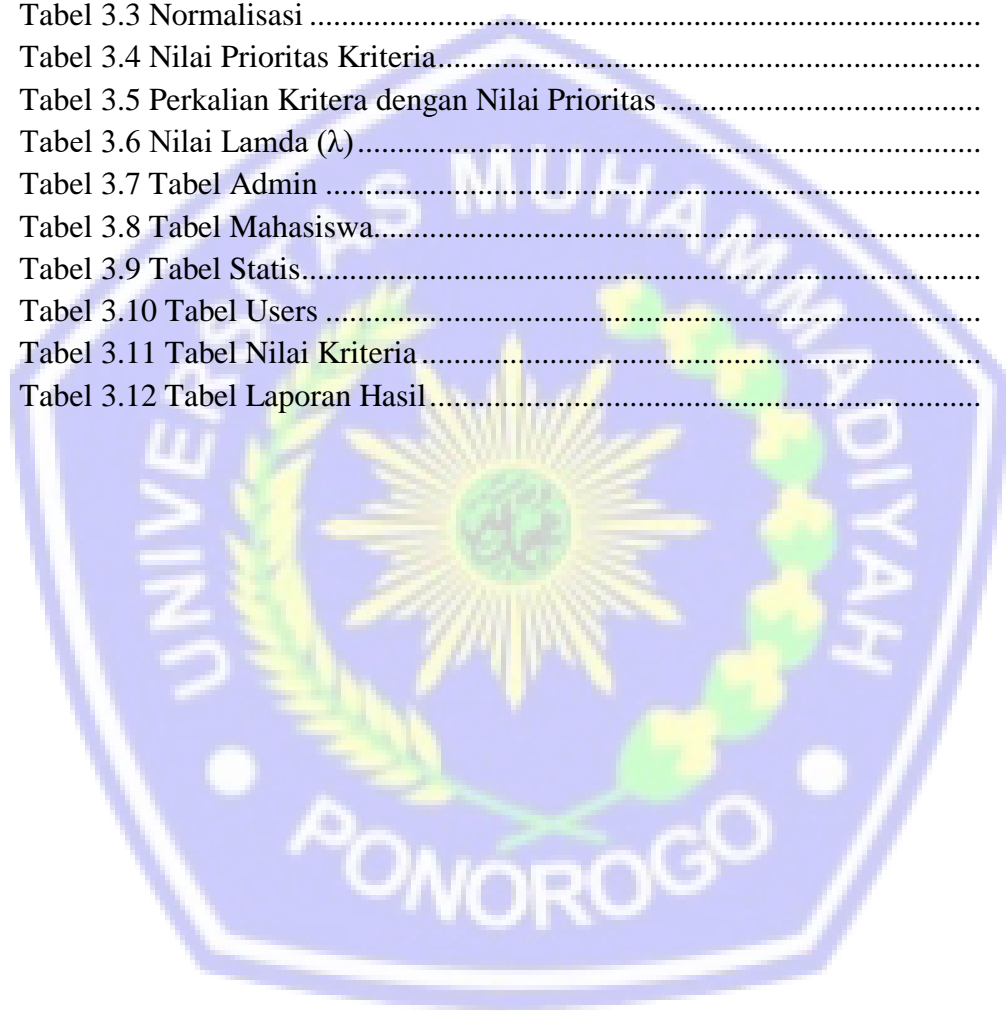 Tabel 3.3 Normalisasi ................................................................................
Tabel 3.4 Nilai Prioritas Kriteria................................................................
Tabel 3.5 Perkalian Kritera dengan Nilai Prioritas ......................................
Tabel 3.6 Nilai Lamda (λ)..........................................................................
Tabel 3.7 Tabel Admin ..............................................................................
Tabel 3.8 Tabel Mahasiswa........................................................................
Tabel 3.9 Tabel Statis.................................................................................
Tabel 3.10 Tabel Users ..............................................................................
Tabel 3.11 Tabel Nilai Kriteria ..................................................................
Tabel 3.12 Tabel Laporan Hasil.................................................................
UNIVERSITAS MUHAMMADIYAH
PONOROGO